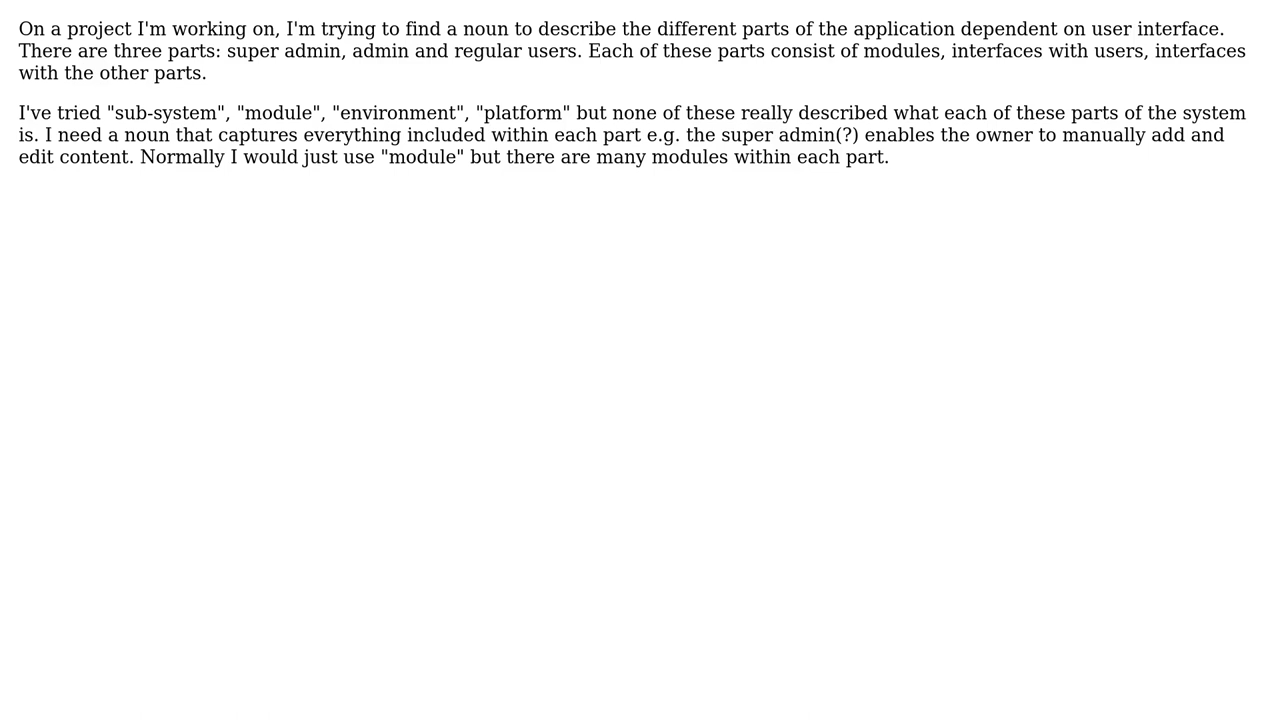 On a project I'm working on, I'm trying to find a noun to describe the different parts of the application dependent on user interface.
There are three parts: super admin, admin and regular users. Each of these parts consist of modules, interfaces with users, interfaces
with the other parts.
I've tried "sub-system", "module", "environment", "platform" but none of these really described what each of these parts of the system
is. I need a noun that captures everything included within each part e.g. the super admin(?) enables the owner to manually add and
edit content. Normally I would just use "module" but there are many modules within each part.